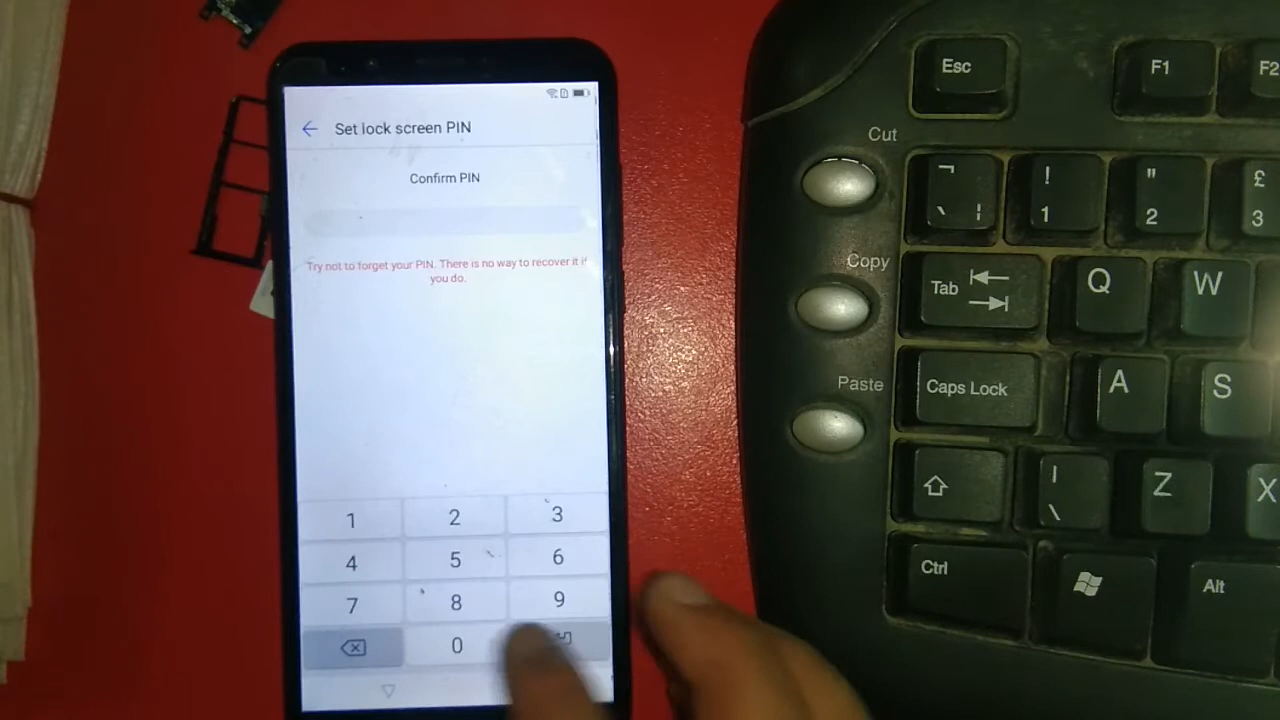 Set lock screen PIN
Confirm PIN
Try not to forget your PIN. There is no way to recover it if
you do.
1 2 3
4 5 6
7 8 9
0
Esc F1 F2
Cut
¬ ! " £
` ¦ 1 2 3
Copy
Tab Q W
Paste
Caps Lock A S
| \ Z X
Ctrl Alt